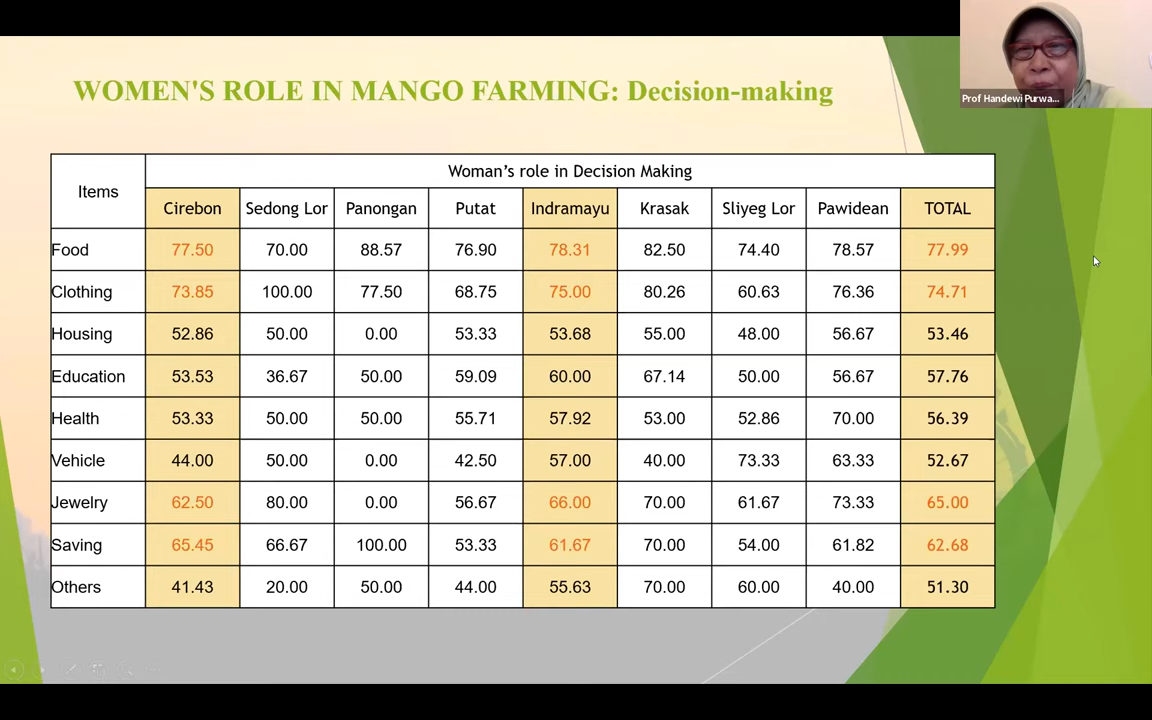 WOMEN'S ROLE IN MANGO FARMING: Decision-making
Prof Handewi Purwa...
Items
Woman's role in Decision Making
Cirebon Sedong Lor Panongan Putat Indramayu Krasak Sliyeg Lor Pawidean TOTAL
Food 77.50 70.00 88.57 76.90 78.31 82.50 74.40 78.57 77.99
Clothing 73.85 100.00 77.50 68.75 75.00 80.26 60.63 76.36 74.71
Housing 52.86 50.00 0.00 53.33 53.68 55.00 48.00 56.67 53.46
Education 53.53 36.67 50.00 59.09 60.00 67.14 50.00 56.67 57.76
Health 53.33 50.00 50.00 55.71 57.92 53.00 52.86 70.00 56.39
Vehicle 44.00 50.00 0.00 42.50 57.00 40.00 73.33 63.33 52.67
Jewelry 62.50 80.00 0.00 56.67 66.00 70.00 61.67 73.33 65.00
Saving 65.45 66.67 100.00 53.33 61.67 70.00 54.00 61.82 62.68
Others 41.43 20.00 50.00 44.00 55.63 70.00 60.00 40.00 51.30